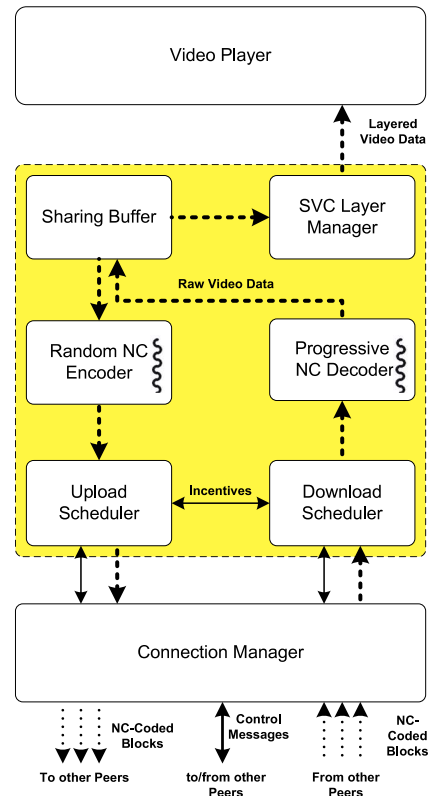 Video Player
Layered
Video Data
Sharing Buffer
SVC Layer
Manager
Raw Video Data
Random NC
Encoder
Progressive
NC Decoder
Upload
Scheduler
Incentives
Download
Scheduler
Connection Manager
NC-Coded
Blocks
Control
Messages
NC-
Coded
Blocks
To other Peers
to/from other
Peers
From other
Peers